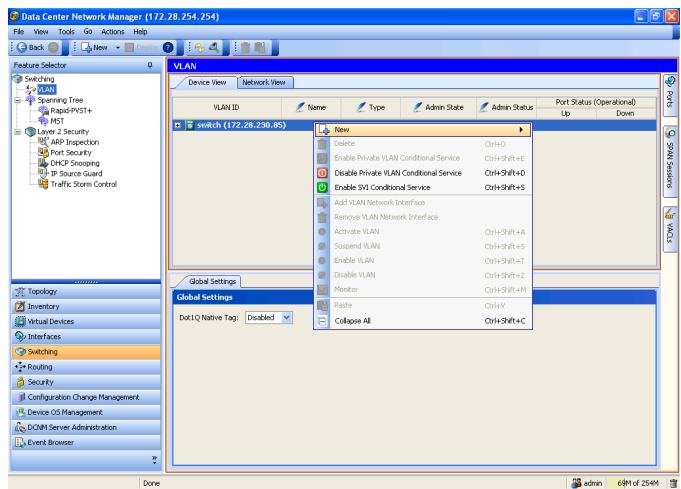 Data Center Network Manager (172.28.254.254)
File View Tools Go Actions Help
Back New Deploy
Feature Selector
Switching
VLAN
Spanning Tree
Rapid-PVST+
MST
Layer 2 Security
ARP Inspection
Port Security
DHCP Snooping
IP Source Guard
Traffic Storm Control
Topology
Inventory
Virtual Devices
Interfaces
Switching
Routing
Security
Configuration Change Management
Device OS Management
DCNM Server Administration
Event Browser
VLAN
Device View Network View
VLAN ID Name Type Admin State Admin Status Port Status (Operational)
Up Down
switch (172.28.230.85)
New
Delete Ctrl+D
Enable Private VLAN Conditional Service Ctrl+Shift+E
Disable Private VLAN Conditional Service Ctrl+Shift+D
Enable SVI Conditional Service Ctrl+Shift+S
Add VLAN Network Interface
Remove VLAN Network Interface
Activate VLAN Ctrl+Shift+A
Suspend VLAN Ctrl+Shift+S
Enable VLAN Ctrl+Shift+T
Disable VLAN Ctrl+Shift+Z
Monitor Ctrl+Shift+M
Paste Ctrl+V
Collapse All Ctrl+Shift+C
Global Settings
Global Settings
Dot1Q Native Tag: Disabled
Ports
SPAN Sessions
VACLs
Done
admin 69M of 254M